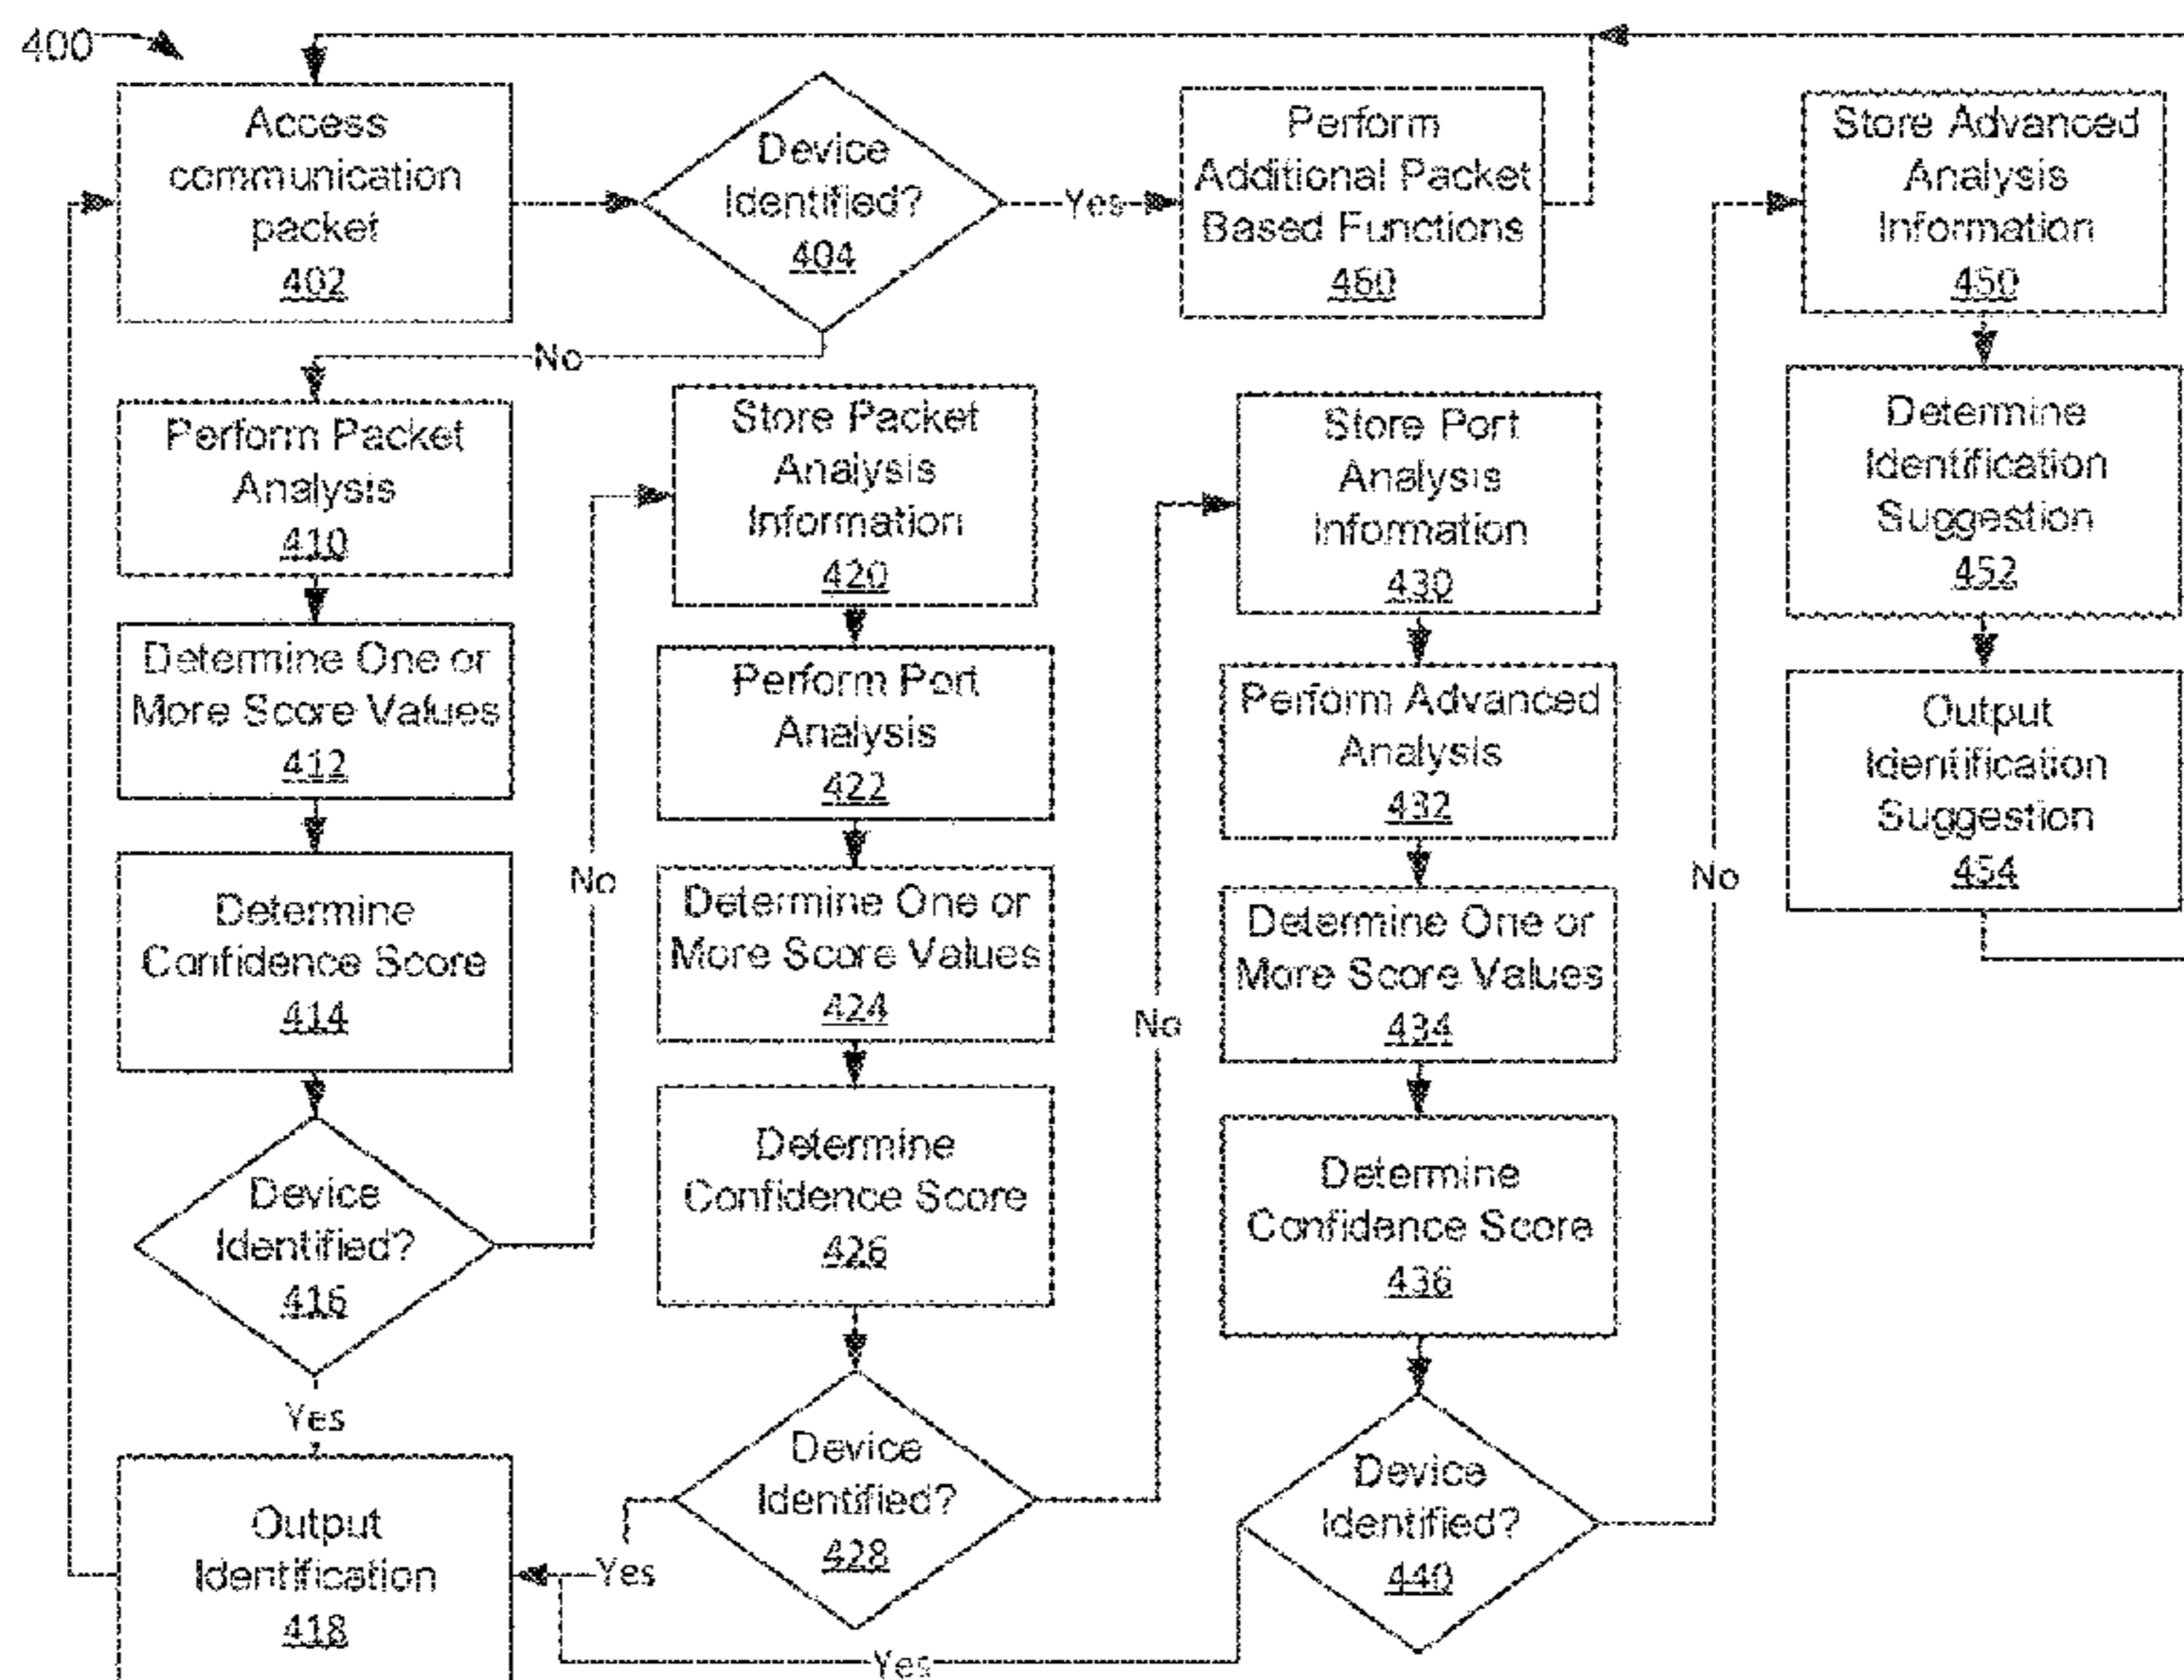 400
Access
communication
packet
402
Device
Identified?
404
Yes
Perform
Additional Packet
Based Functions
460
No
Perform Packet
Analysis
410
Determine One or
More Score Values
412
Determine
Confidence Score
414
Device
Identified?
416
Yes
Output
Identification
418
No
Store Packet
Analysis
Information
420
Perform Port
Analysis
422
Determine One or
More Score Values
424
Determine
Confidence Score
426
Device
Identified?
428
Yes
No
Store Port
Analysis
Information
430
Perform Advanced
Analysis
432
Determine One or
More Score Values
434
Determine
Confidence Score
436
Device
Identified?
440
Yes
No
Store Advanced
Analysis
Information
450
Determine
Identification
Suggestion
452
Output
Identification
Suggestion
454